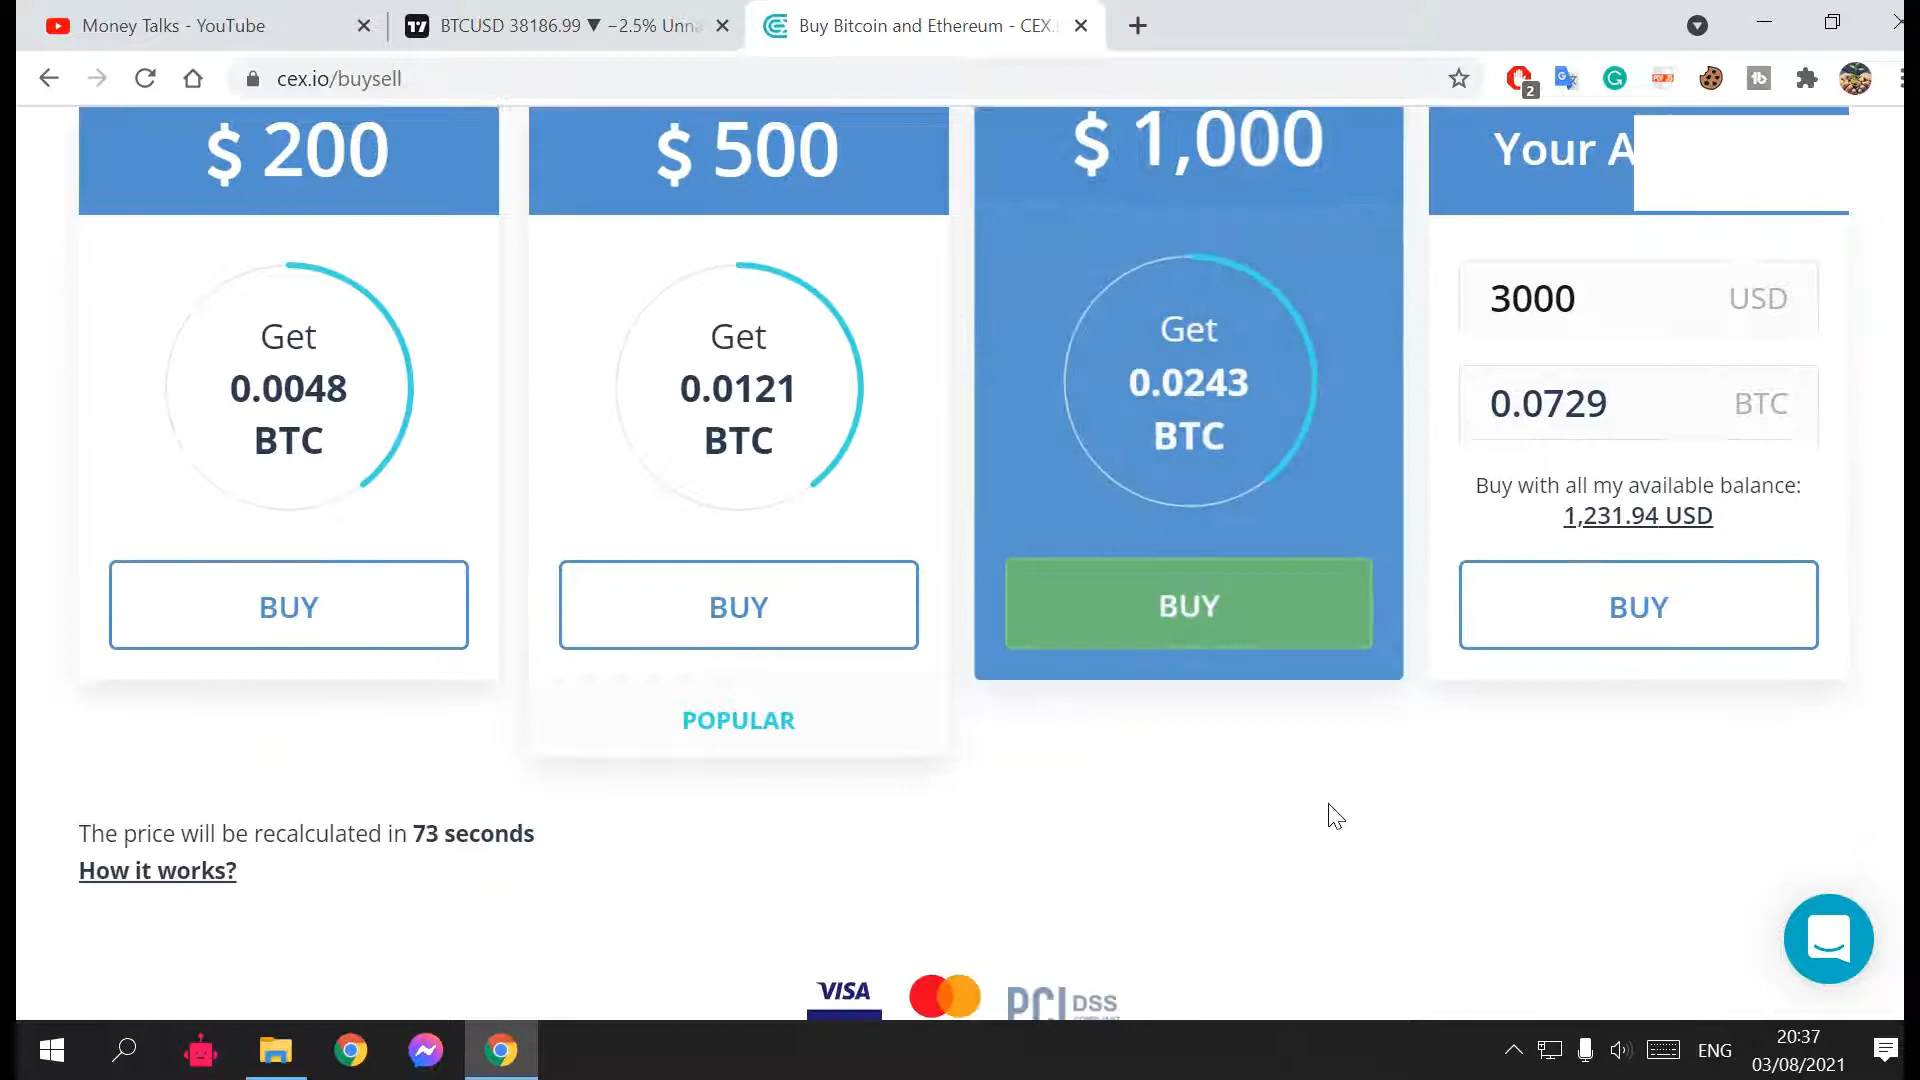 Money Talks - YouTube
BTCUSD 38186.99 ▼ −2.5% Unna
Buy Bitcoin and Ethereum - CEX.
cex.io/buysell
2
$ 200
$ 500
$ 1,000
Your A
Get
0.0048
BTC
BUY
Get
0.0121
BTC
BUY
POPULAR
Get
0.0243
BTC
BUY
3000 USD
0.0729 BTC
Buy with all my available balance:
1,231.94 USD
BUY
The price will be recalculated in 73 seconds
How it works?
VISA
PCI DSS
ENG
20:37
03/08/2021